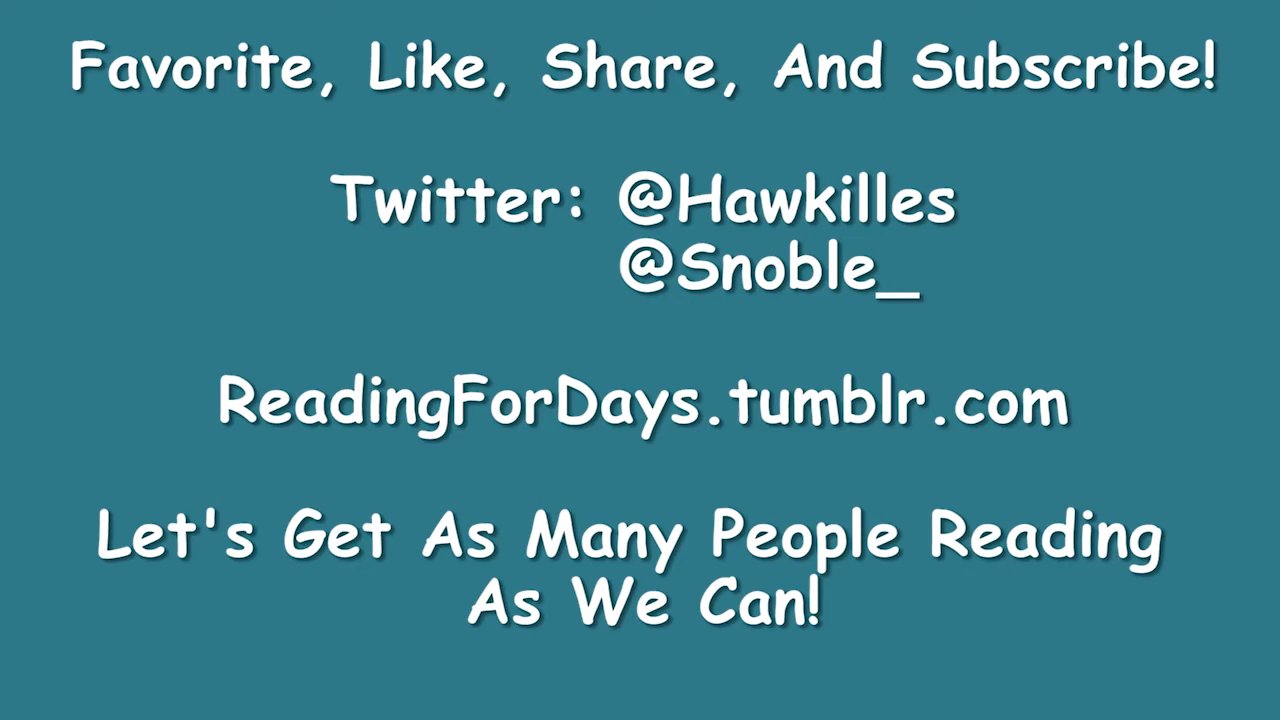 Favorite, Like, Share, And Subscribe!
Twitter: @Hawkilles
@Snoble_
ReadingForDays.tumblr.com
Let's Get As Many People Reading
As We Can!